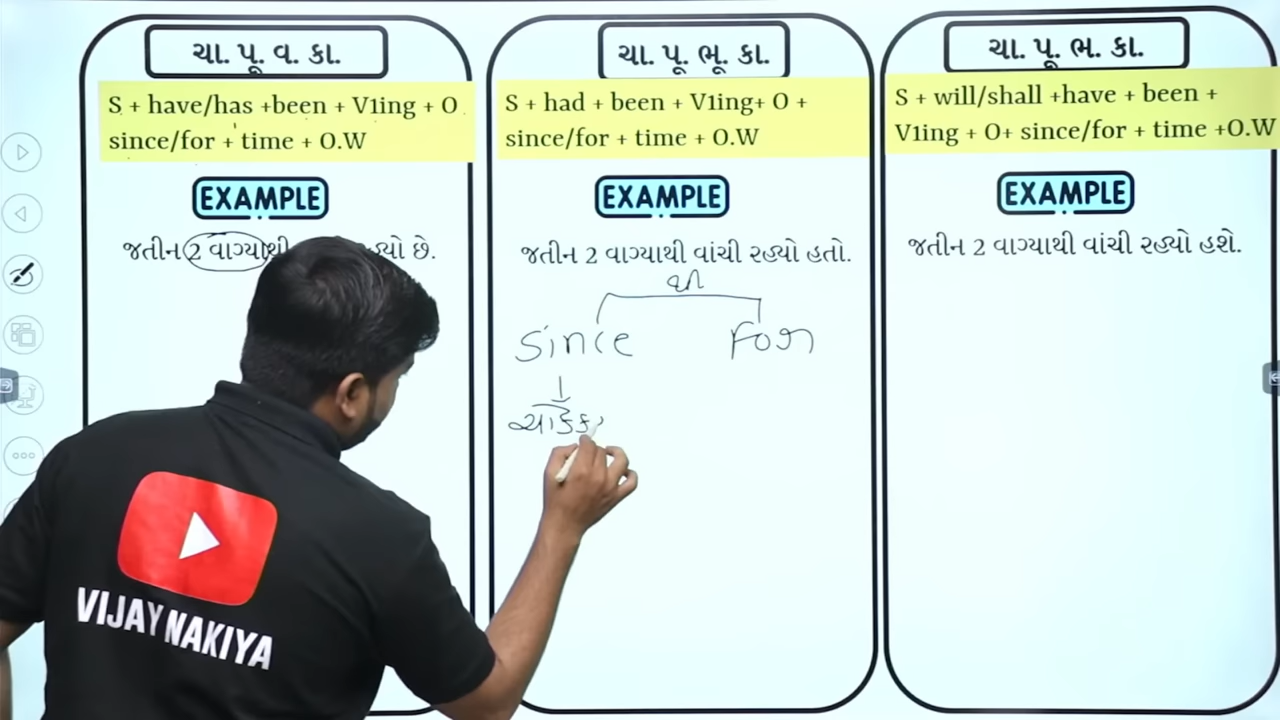 ચા. પૂ. વ. કા.
S + have/has +been + V1ing + O
since/for + time + O.W
EXAMPLE
જતીન 2 વાગ્યાથી છે.
ચા. પૂ. ભૂ. કા.
S + had + been + V1ing+ O +
since/for + time + O.W
EXAMPLE
જતીન 2 વાગ્યાથી વાંચી રહ્યો હતો.
થી
Since For
ચા. પૂ. ભ. કા.
S + will/shall +have + been +
V1ing + O+ since/for + time +O.W
EXAMPLE
જતીન 2 વાગ્યાથી વાંચી રહ્યો હશે.
VIJAY NAKIYA